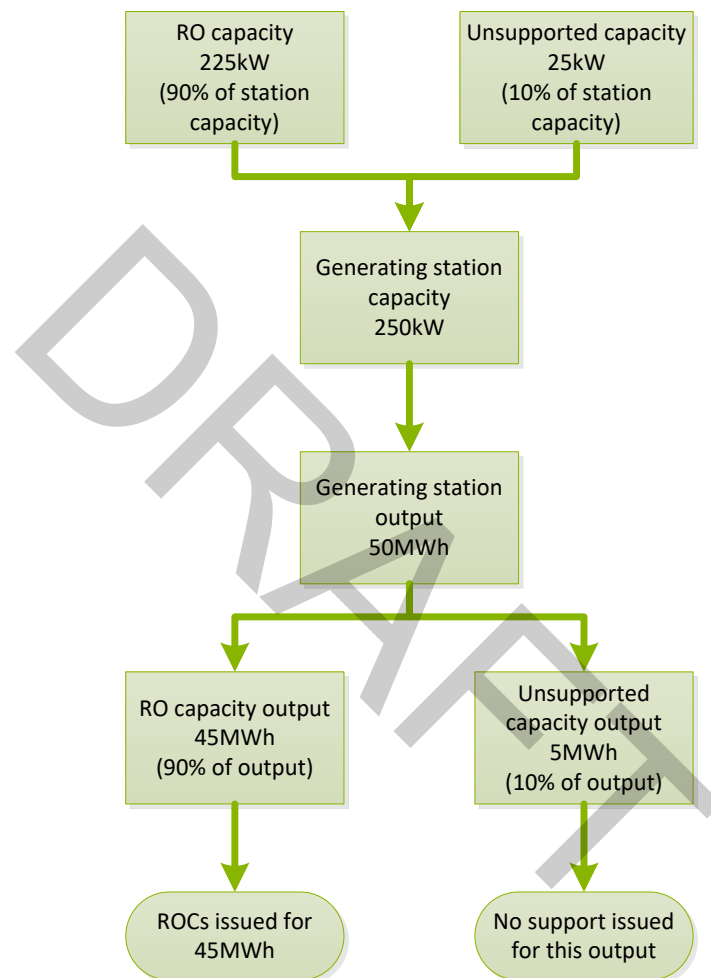 RO capacity
225kW
(90% of station
capacity)
Unsupported capacity
25kW
(10% of station
capacity)
Generating station
capacity
250kW
Generating station
output
50MWh
RO capacity output
45MWh
(90% of output)
Unsupported
capacity output
5MWh
(10% of output)
ROCs issued for
45MWh
No support issued
for this output
DRAFT